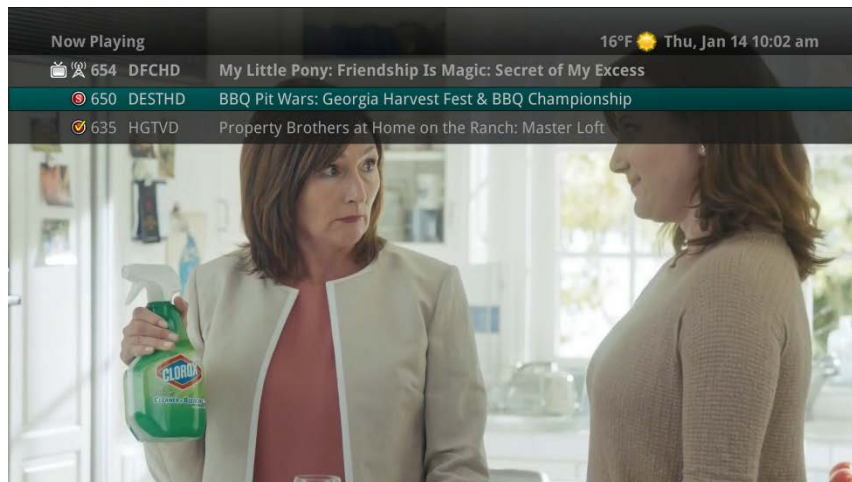 Now Playing 16°F Thu, Jan 14 10:02 am
654 DFCHD My Little Pony: Friendship Is Magic: Secret of My Excess
S 650 DESTHD BBQ Pit Wars: Georgia Harvest Fest & BBQ Championship
635 HGTVD Property Brothers at Home on the Ranch: Master Loft
CLOROX